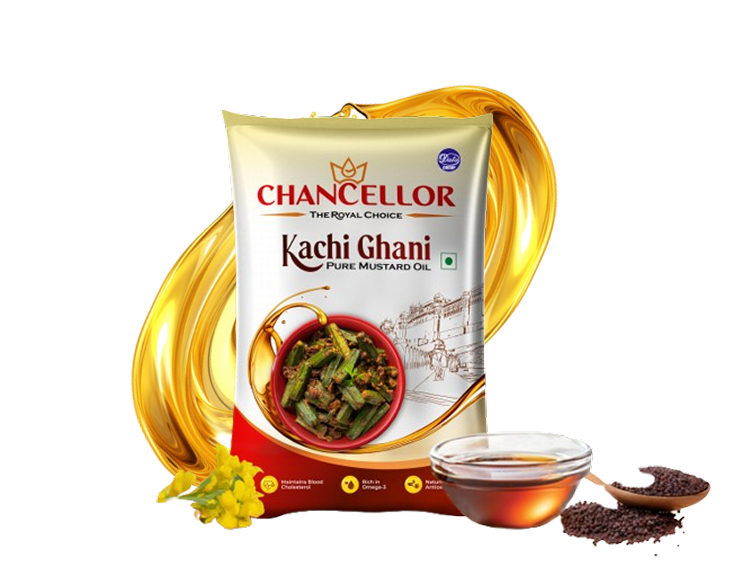 CHANCELLOR
THE ROYAL CHOICE
Kachi Ghani
PURE MUSTARD OIL
Maintains Blood
Cholesterol
Rich In
Omega-3